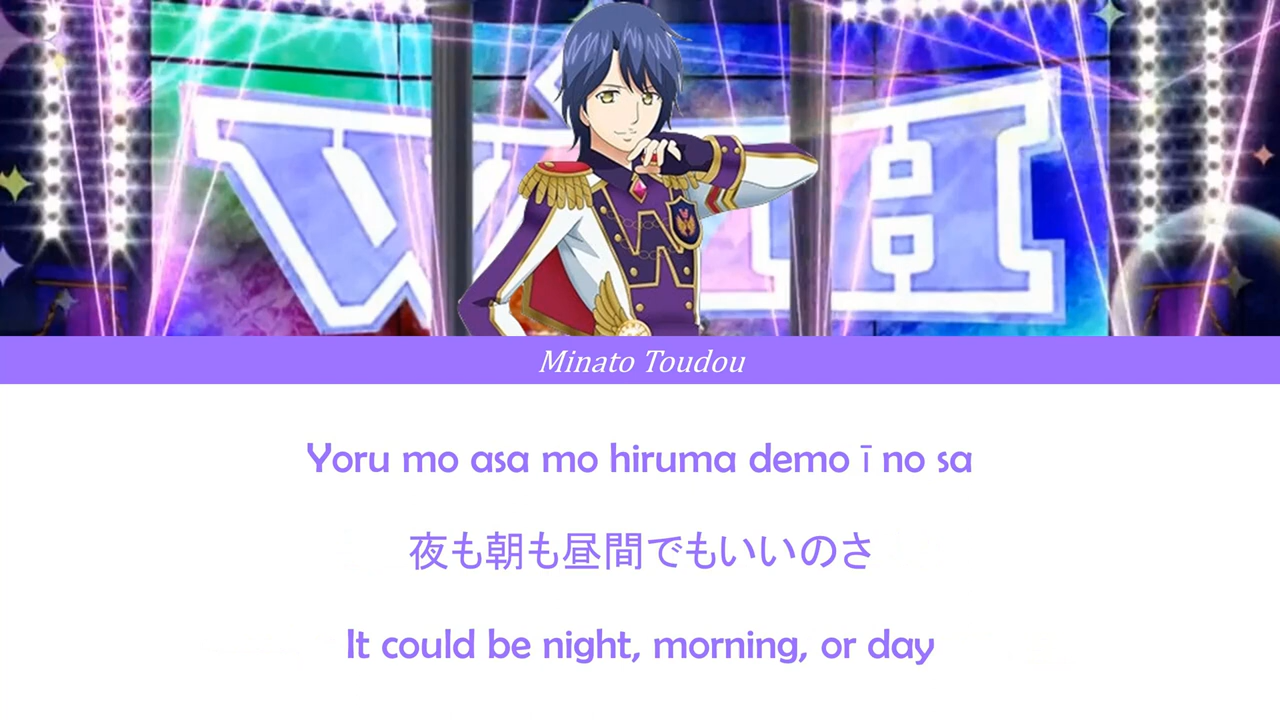 WITH
Minato Toudou
Yoru mo asa mo hiruma demo ī no sa
夜も朝も昼間でもいいのさ
It could be night, morning, or day